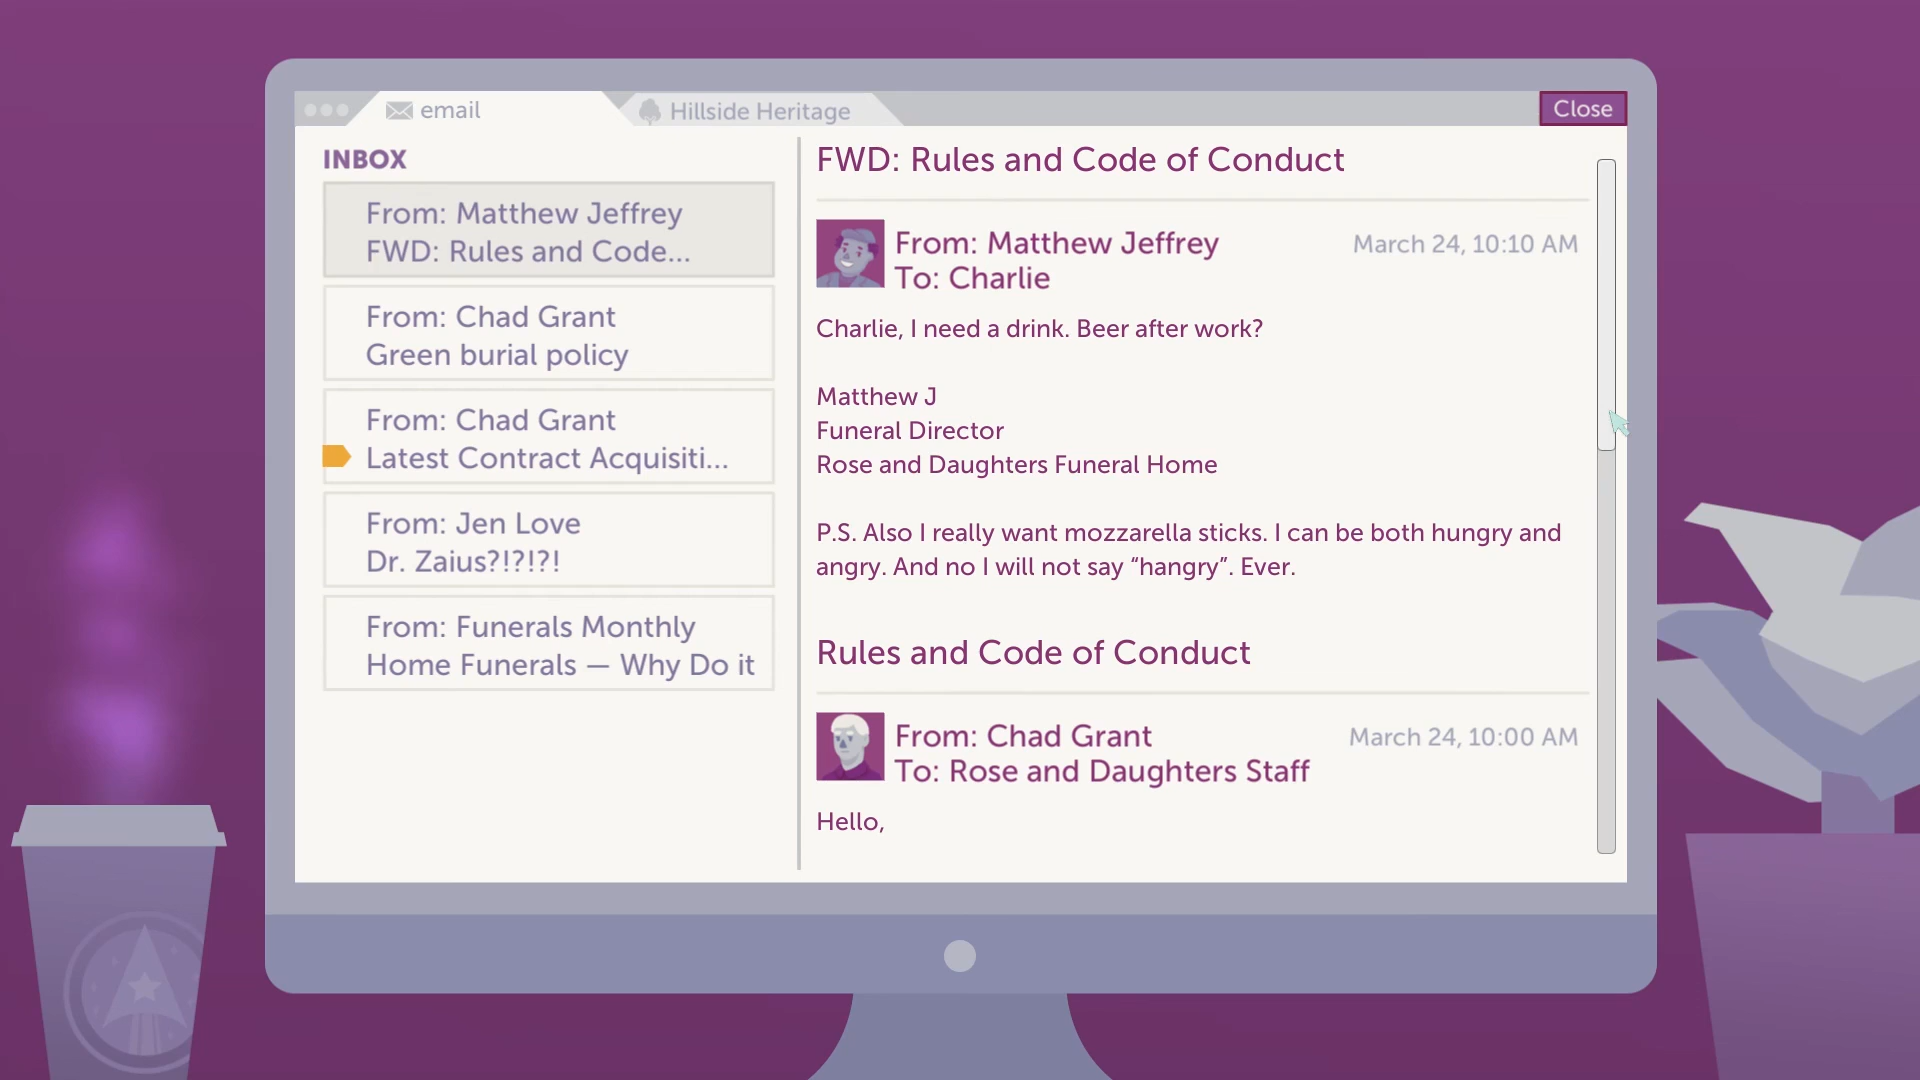 email
Hillside Heritage
Close
INBOX
From: Matthew Jeffrey
FWD: Rules and Code...
From: Chad Grant
Green burial policy
From: Chad Grant
Latest Contract Acquisiti...
From: Jen Love
Dr. Zaius?!?!?!
From: Funerals Monthly
Home Funerals — Why Do it
FWD: Rules and Code of Conduct
From: Matthew Jeffrey
March 24, 10:10 AM
To: Charlie
Charlie, I need a drink. Beer after work?
Matthew J
Funeral Director
Rose and Daughters Funeral Home
P.S. Also I really want mozzarella sticks. I can be both hungry and
angry. And no I will not say “hangry”. Ever.
Rules and Code of Conduct
From: Chad Grant
March 24, 10:00 AM
To: Rose and Daughters Staff
Hello,